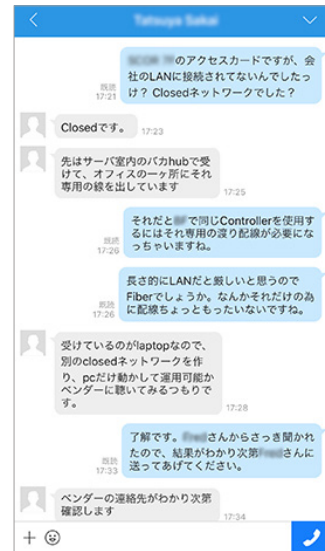 Tatsuya Sakai
のアクセスカードですが、会
社のLANに接続されてないんでしたっ
け？ Closedネットワークでした？
既読
17:21
Closedです。
17:23
先はサーバ室内のバカhubで受
けて、オフィスの一ヶ所にそれ
専用の線を出しています
17:25
それだと で同じControllerを使用す
るにはそれ専用の渡り配線が必要にな
っちゃいますね。
既読
17:26
長さ的にLANだと厳しいと思うので
Fiberでしょうか。なんかそれだけの為
に配線ちょっともったいないですね。
既読
17:26
受けているのがlaptopなので、
別のclosedネットワークを作
り、pcだけ動かして運用可能か
ベンダーに聴いてみるつもりで
す。
17:28
了解です。 さんからさっき聞かれ
たので、結果がわかり次第 さんに
送ってあげてください。
既読
17:33
ベンダーの連絡先がわかり次第
確認します
17:34